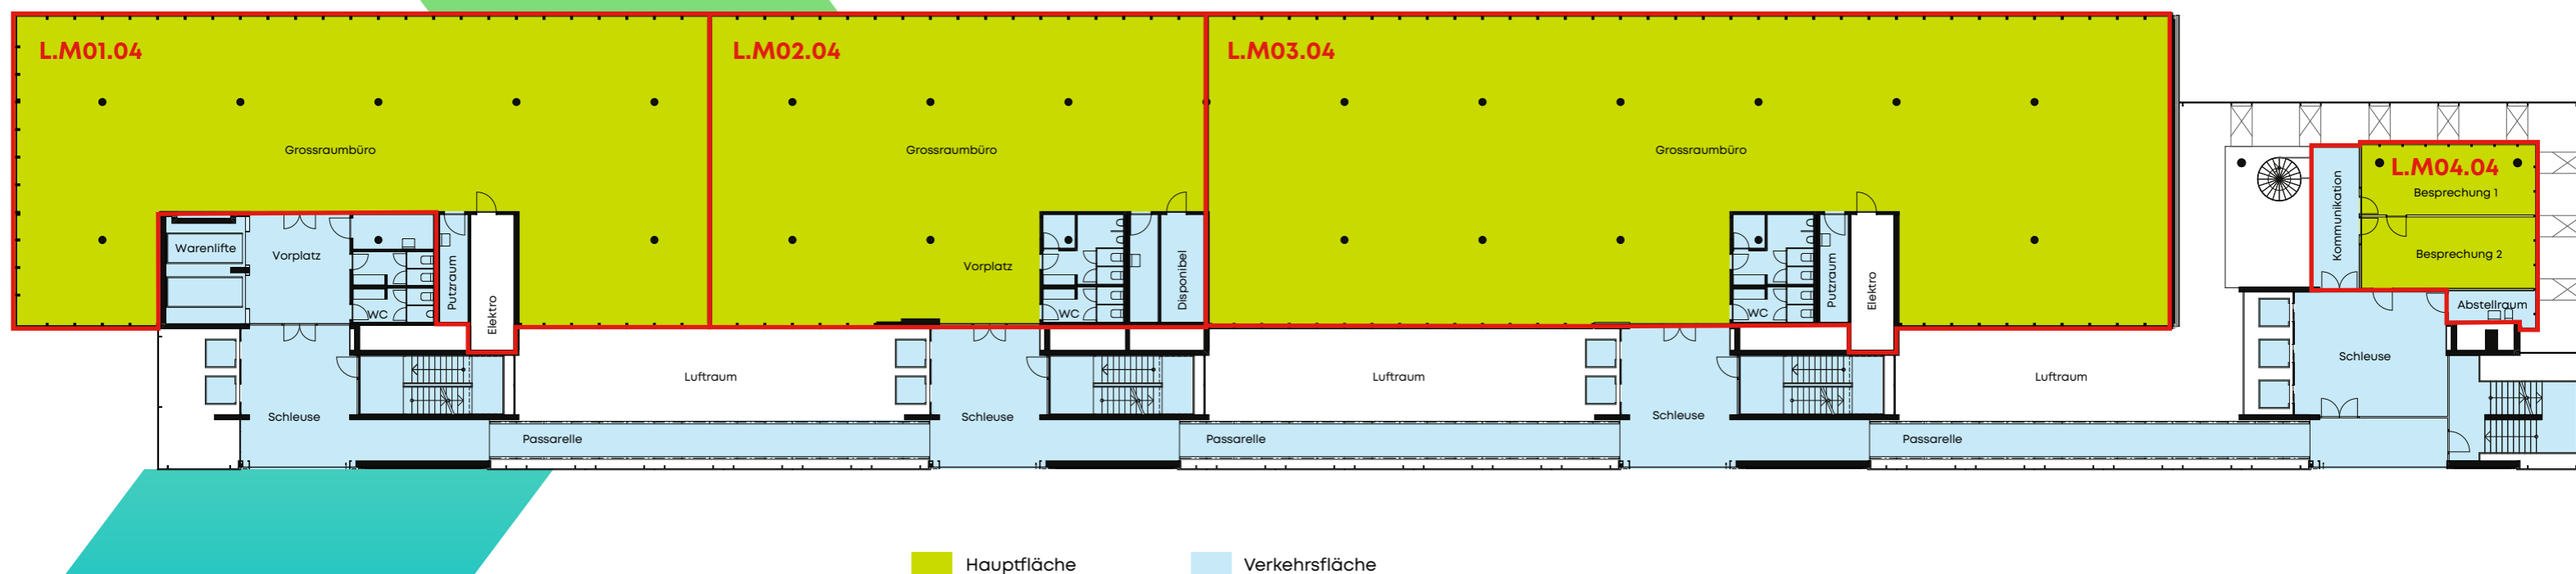 L.M01.04
L.M02.04
L.M03.04
L.M04.04
Grossraumbüro
Grossraumbüro
Grossraumbüro
Besprechung 1
Kommunikation
Warenlifte
Vorplatz
Putzraum
Elektro
WC
Vorplatz
WC
Disponibel
WC
Putzraum
Elektro
Besprechung 2
Abstellraum
Schleuse
Luftraum
Luftraum
Luftraum
Schleuse
Schleuse
Schleuse
Passarelle
Passarelle
Passarelle
Hauptfläche
Verkehrsfläche